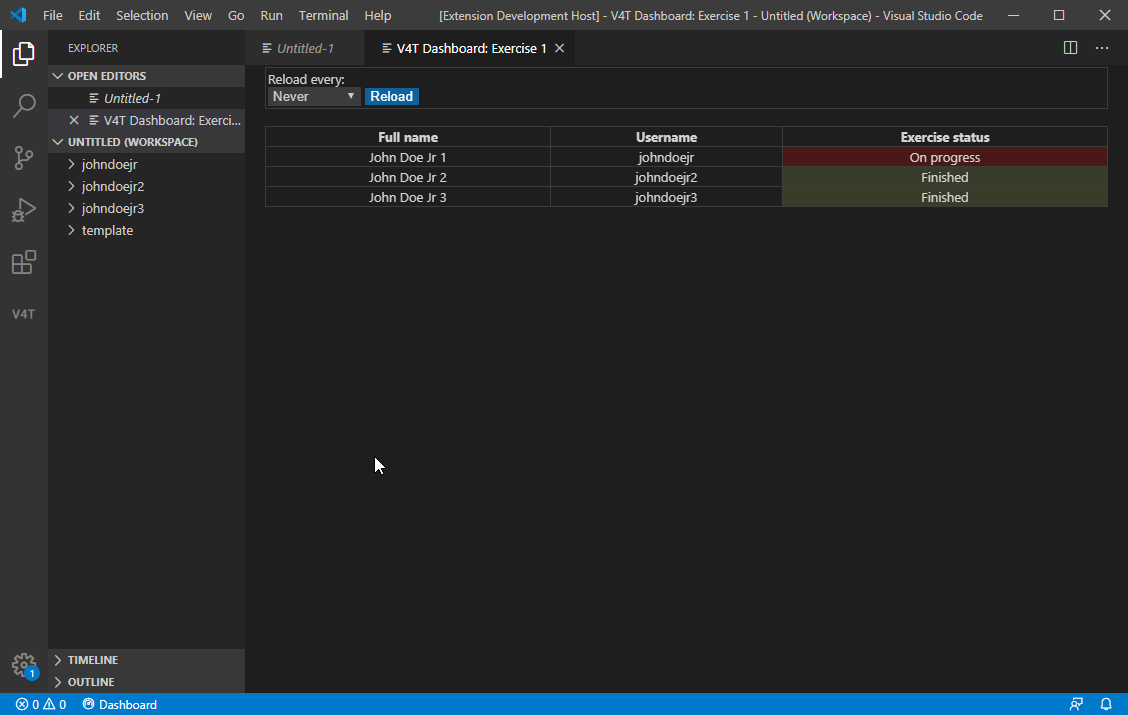 File Edit Selection View Go Run Terminal Help [Extension Development Host] - V4T Dashboard: Exercise 1 - Untitled (Workspace) - Visual Studio Code
EXPLORER
OPEN EDITORS
Untitled-1
V4T Dashboard: Exerci...
UNTITLED (WORKSPACE)
johndoejr
johndoejr2
johndoejr3
template
V4T
TIMELINE
OUTLINE
1
Untitled-1 V4T Dashboard: Exercise 1
Reload every:
Never Reload
Full name Username Exercise status
John Doe Jr 1 johndoejr On progress
John Doe Jr 2 johndoejr2 Finished
John Doe Jr 3 johndoejr3 Finished
0 0 Dashboard